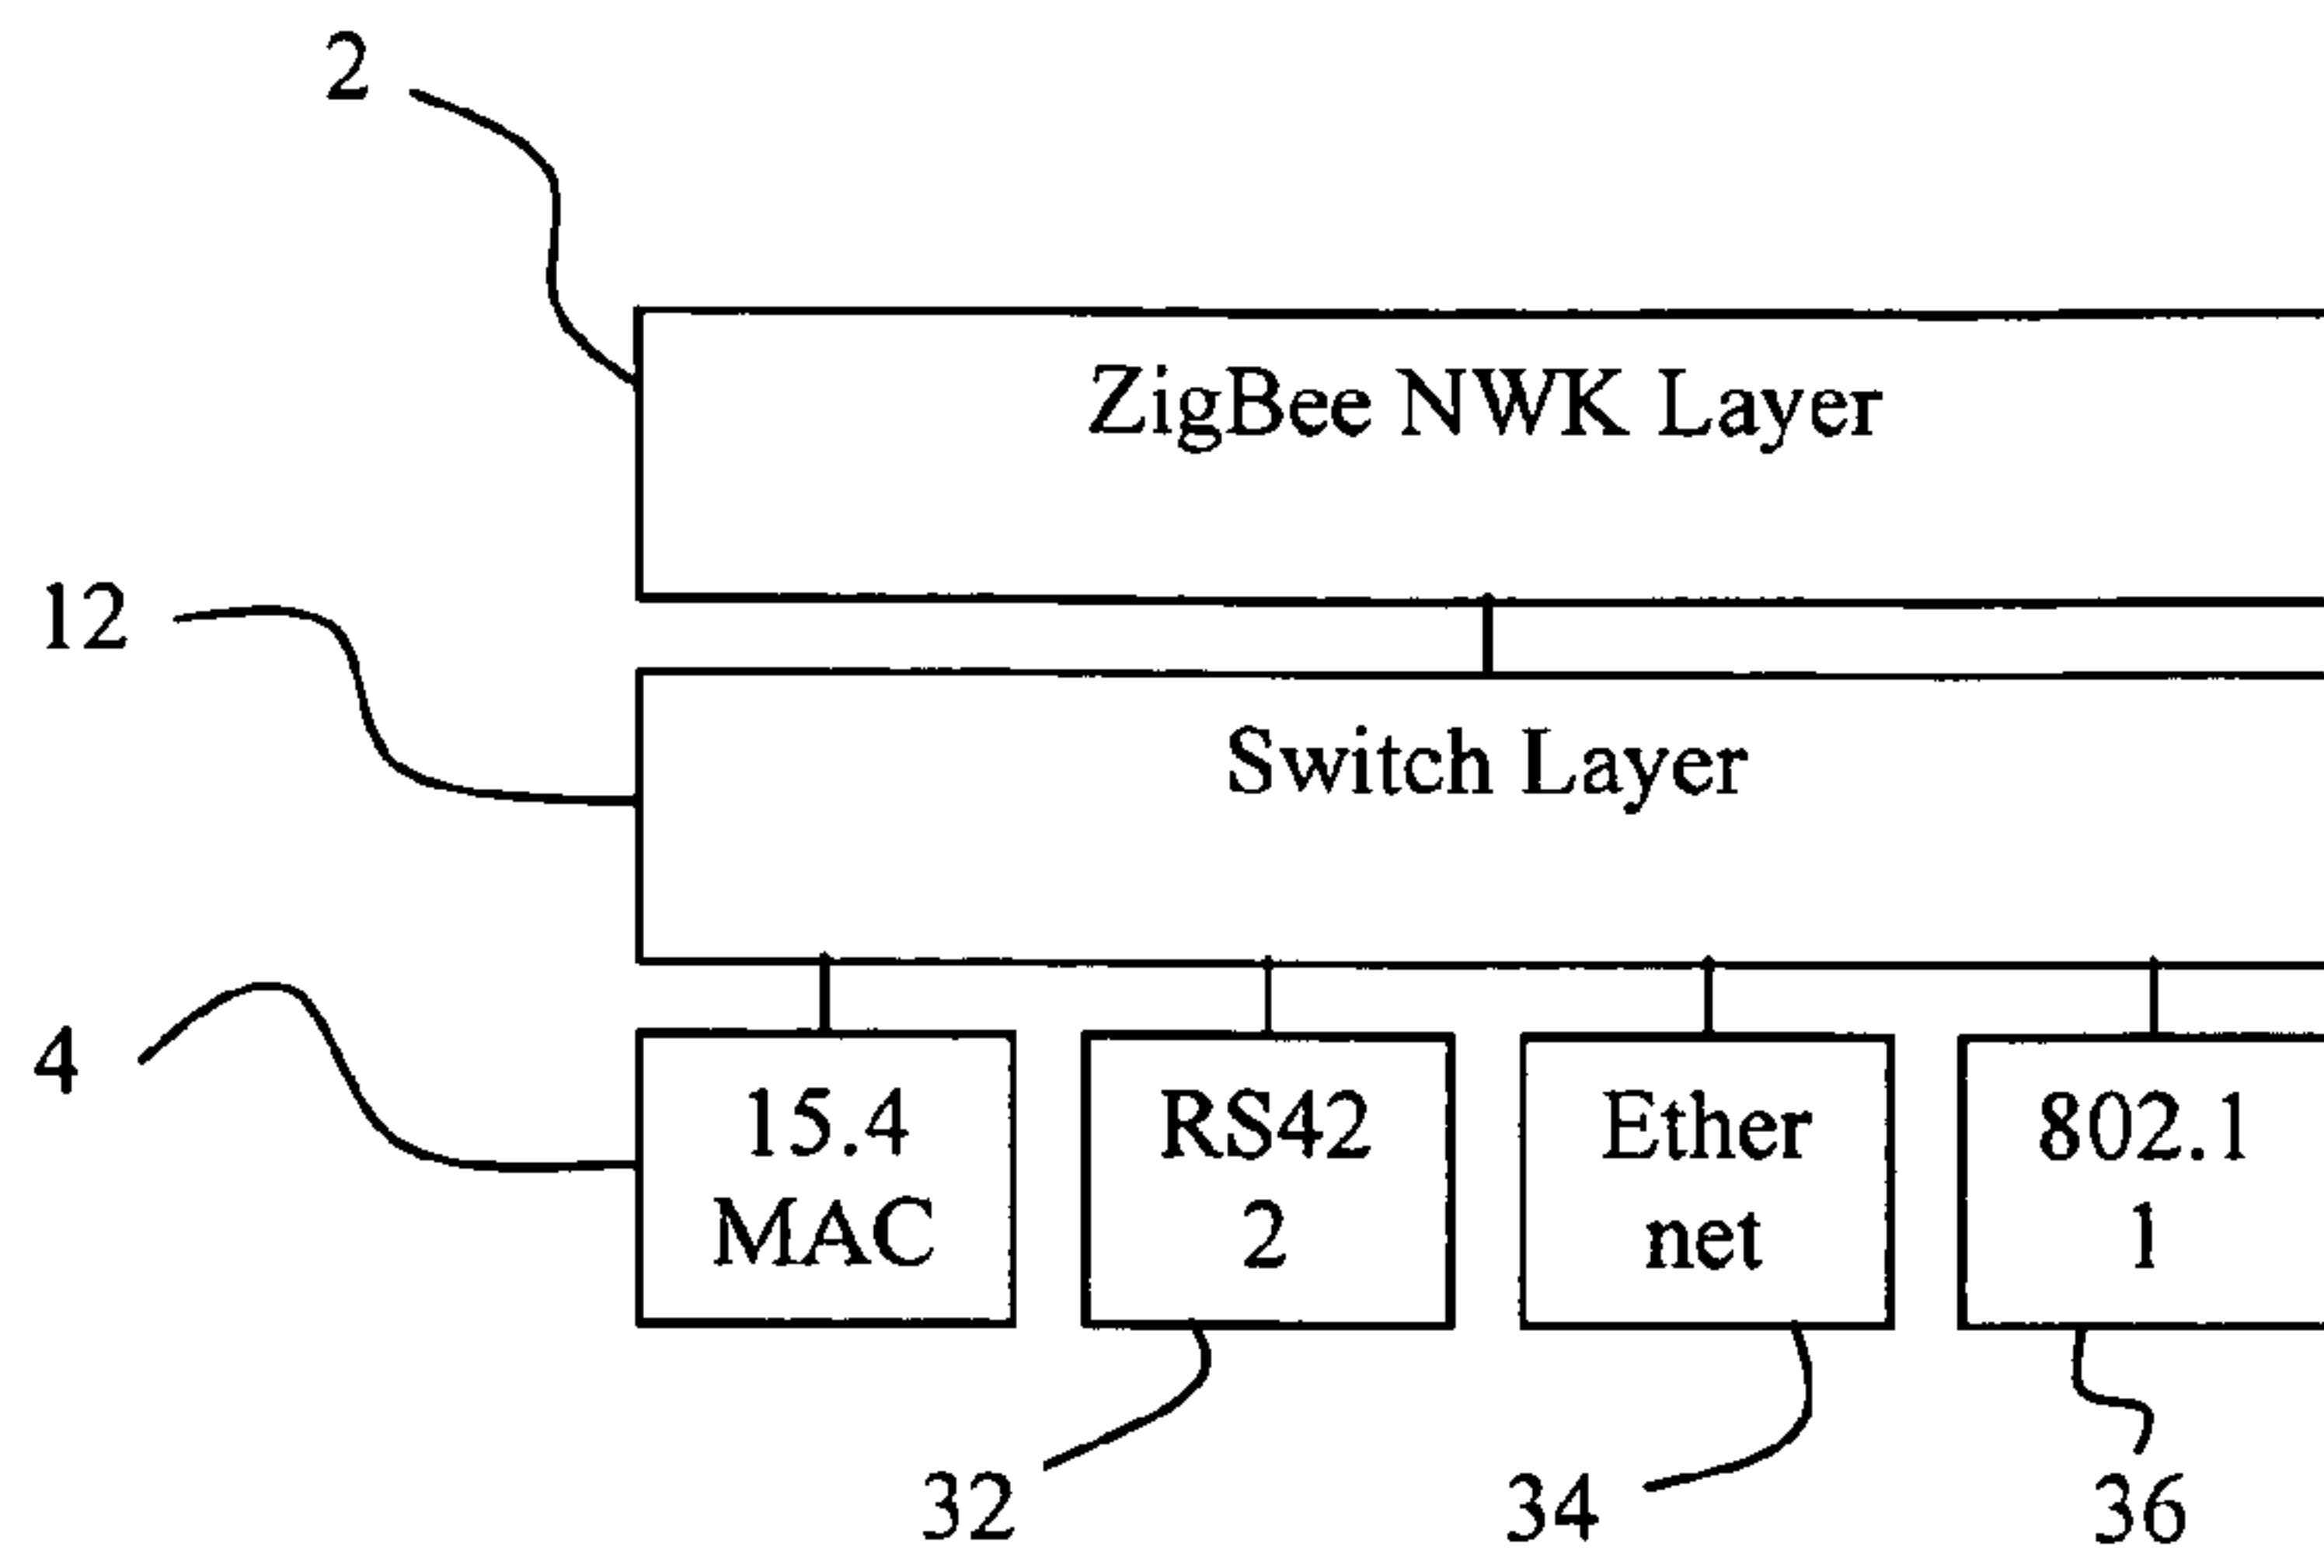 2
ZigBee NWK Layer
12
Switch Layer
4
15.4
MAC
RS42
2
Ether
net
802.1
1
32
34
36